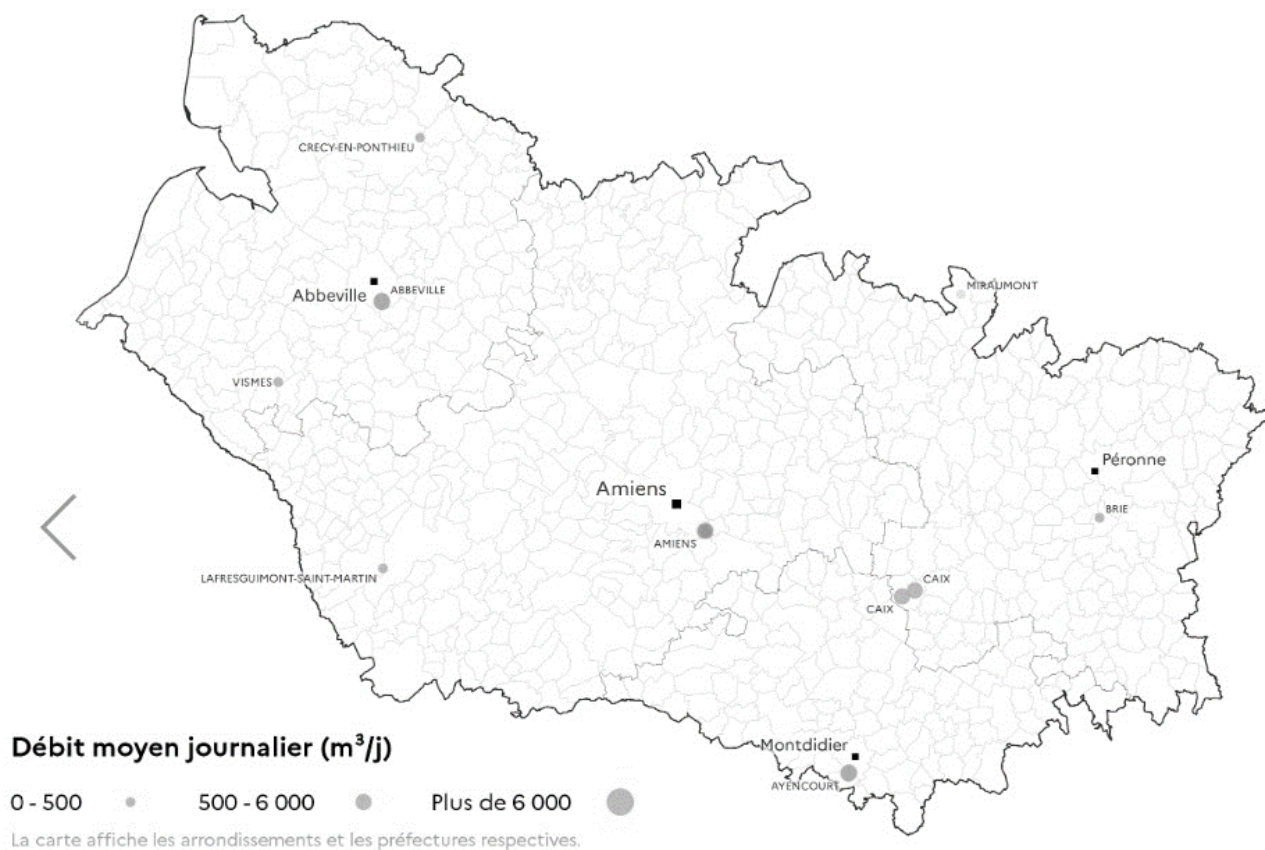 CRECY-EN-PONTHIEU
Abbeville
ABBEVILLE
MIRAUMONT
VISMES
Péronne
Amiens
BRIE
AMIENS
LAFRESGUIMONT-SAINT-MARTIN
CAIX
CAIX
Montdidier
AYENCOURT
Débit moyen journalier (m³/j)
0 - 500
500 - 6 000
Plus de 6 000
La carte affiche les arrondissements et les préfectures respectives.